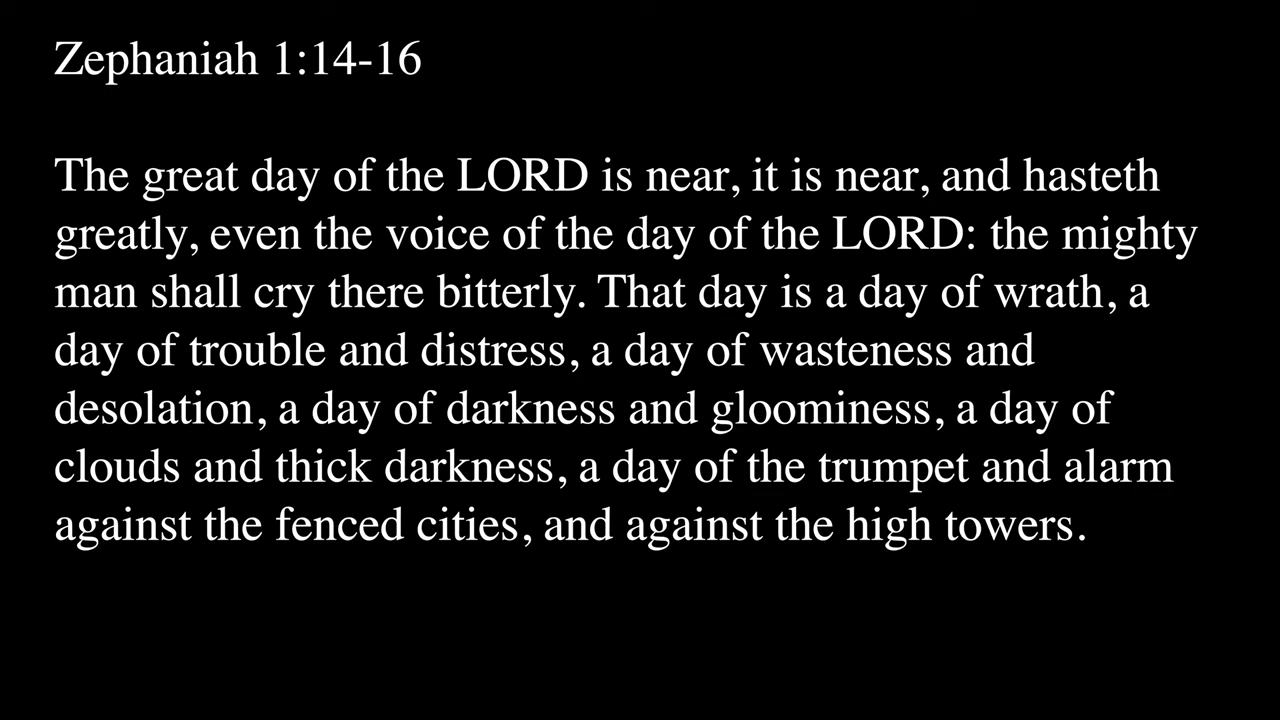 Zephaniah 1:14-16
The great day of the LORD is near, it is near, and hasteth
greatly, even the voice of the day of the LORD: the mighty
man shall cry there bitterly. That day is a day of wrath, a
day of trouble and distress, a day of wasteness and
desolation, a day of darkness and gloominess, a day of
clouds and thick darkness, a day of the trumpet and alarm
against the fenced cities, and against the high towers.